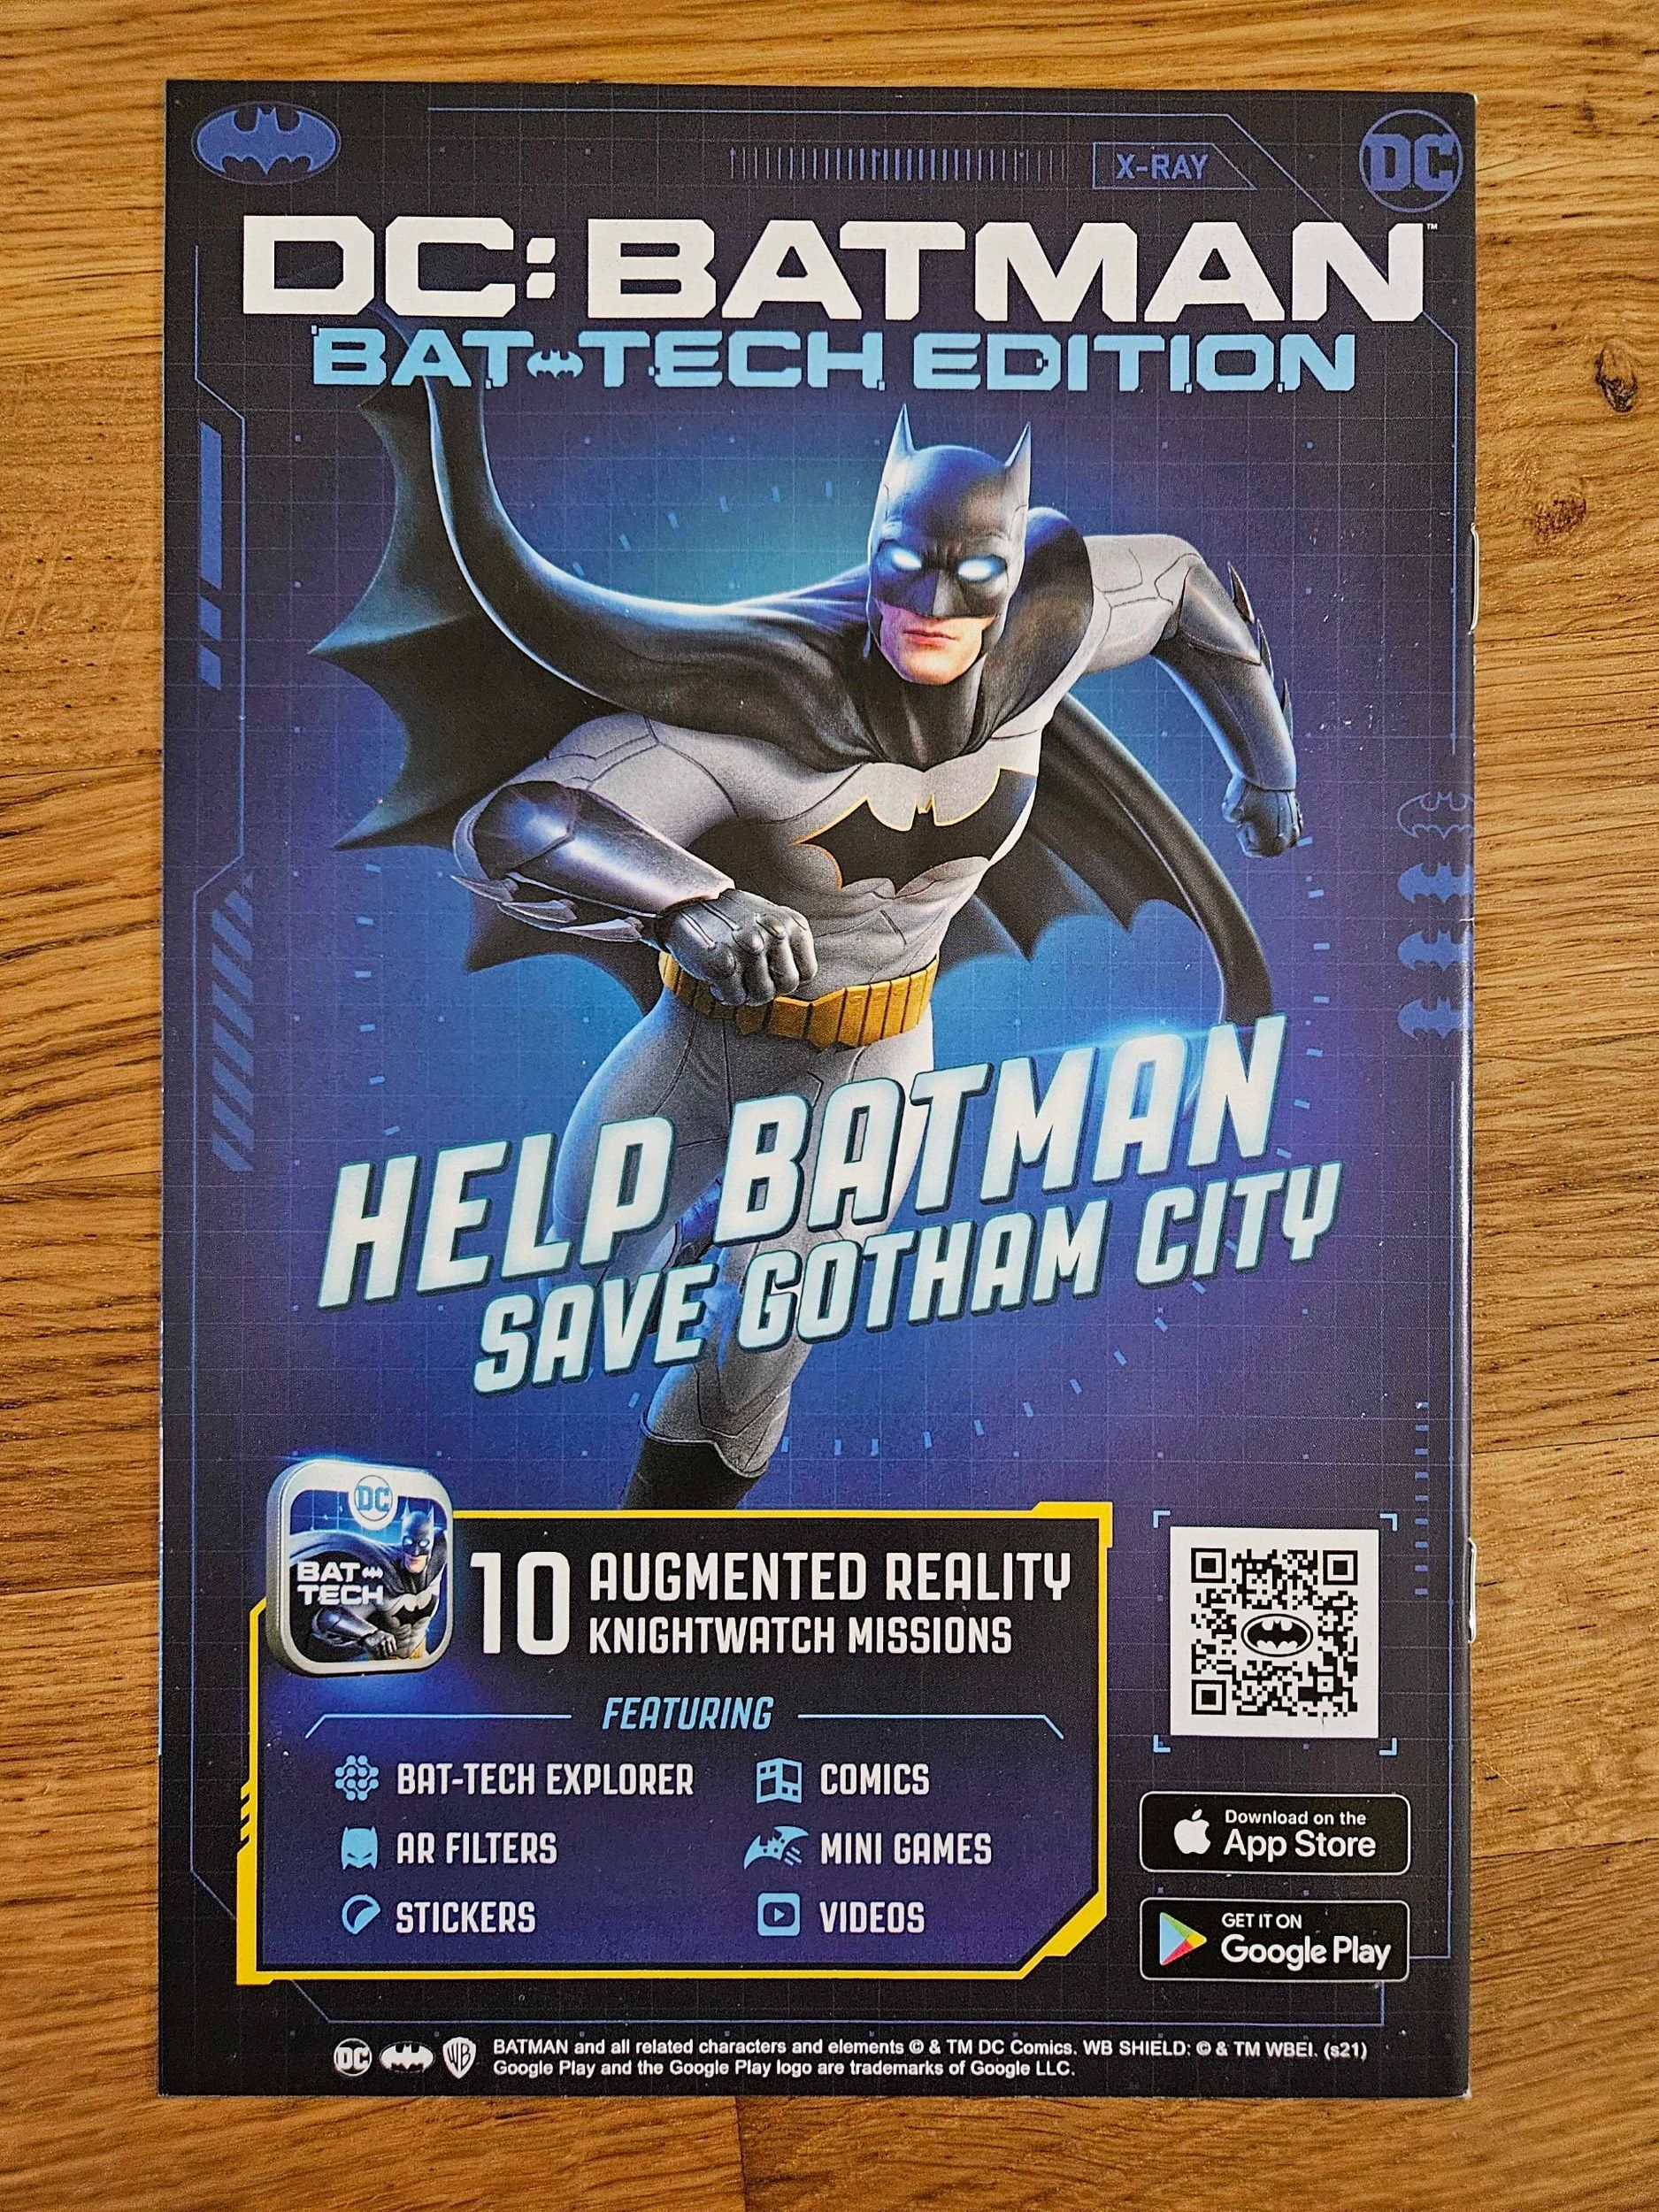 X-RAY
DC
DC: BATMAN™
BAT-TECH EDITION
HELP BATMAN
SAVE GOTHAM CITY
DC
BAT-
TECH
10 AUGMENTED REALITY
KNIGHTWATCH MISSIONS
FEATURING
BAT-TECH EXPLORER
COMICS
AR FILTERS
MINI GAMES
STICKERS
VIDEOS
Download on the
App Store
GET IT ON
Google Play
DC
WB
BATMAN and all related characters and elements © & TM DC Comics. WB SHIELD: © & TM WBEI. (s21)
Google Play and the Google Play logo are trademarks of Google LLC.